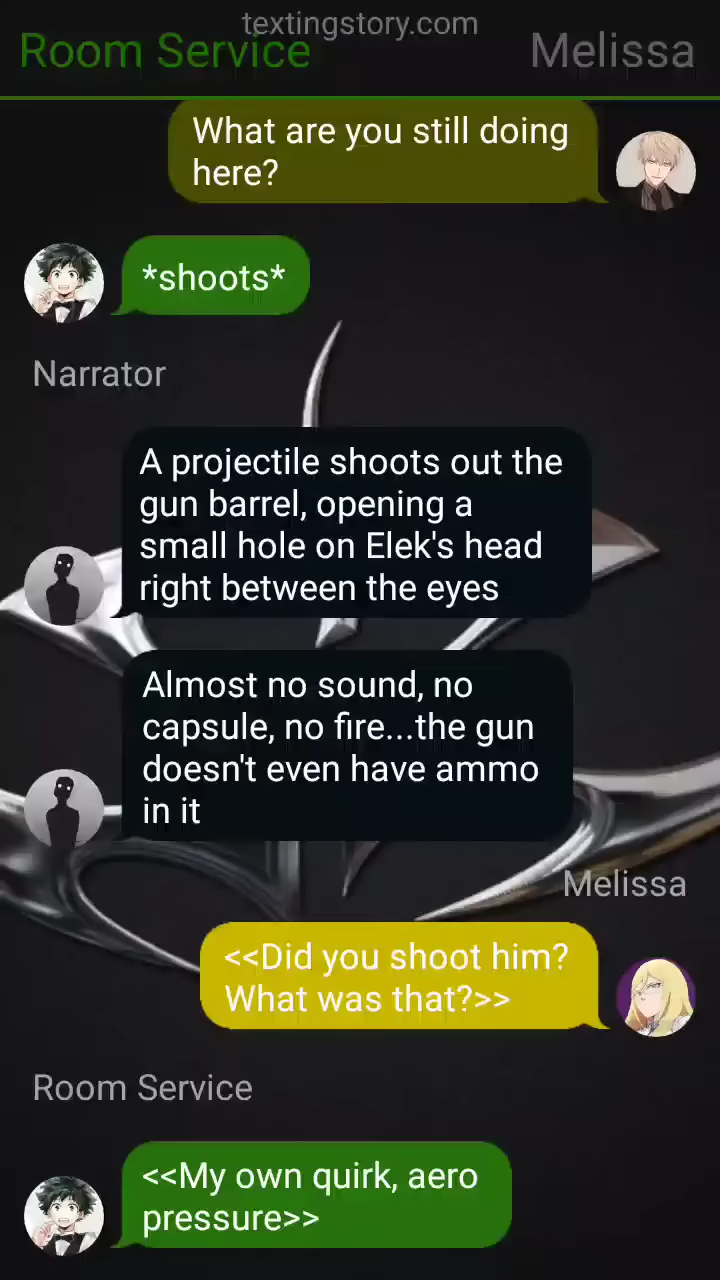 textingstory.com
Room Service
Melissa
What are you still doing
here?
*shoots*
Narrator
A projectile shoots out the
gun barrel, opening a
small hole on Elek's head
right between the eyes
Almost no sound, no
capsule, no fire...the gun
doesn't even have ammo
in it
Melissa
<<Did you shoot him?
What was that?>>
Room Service
<<My own quirk, aero
pressure>>